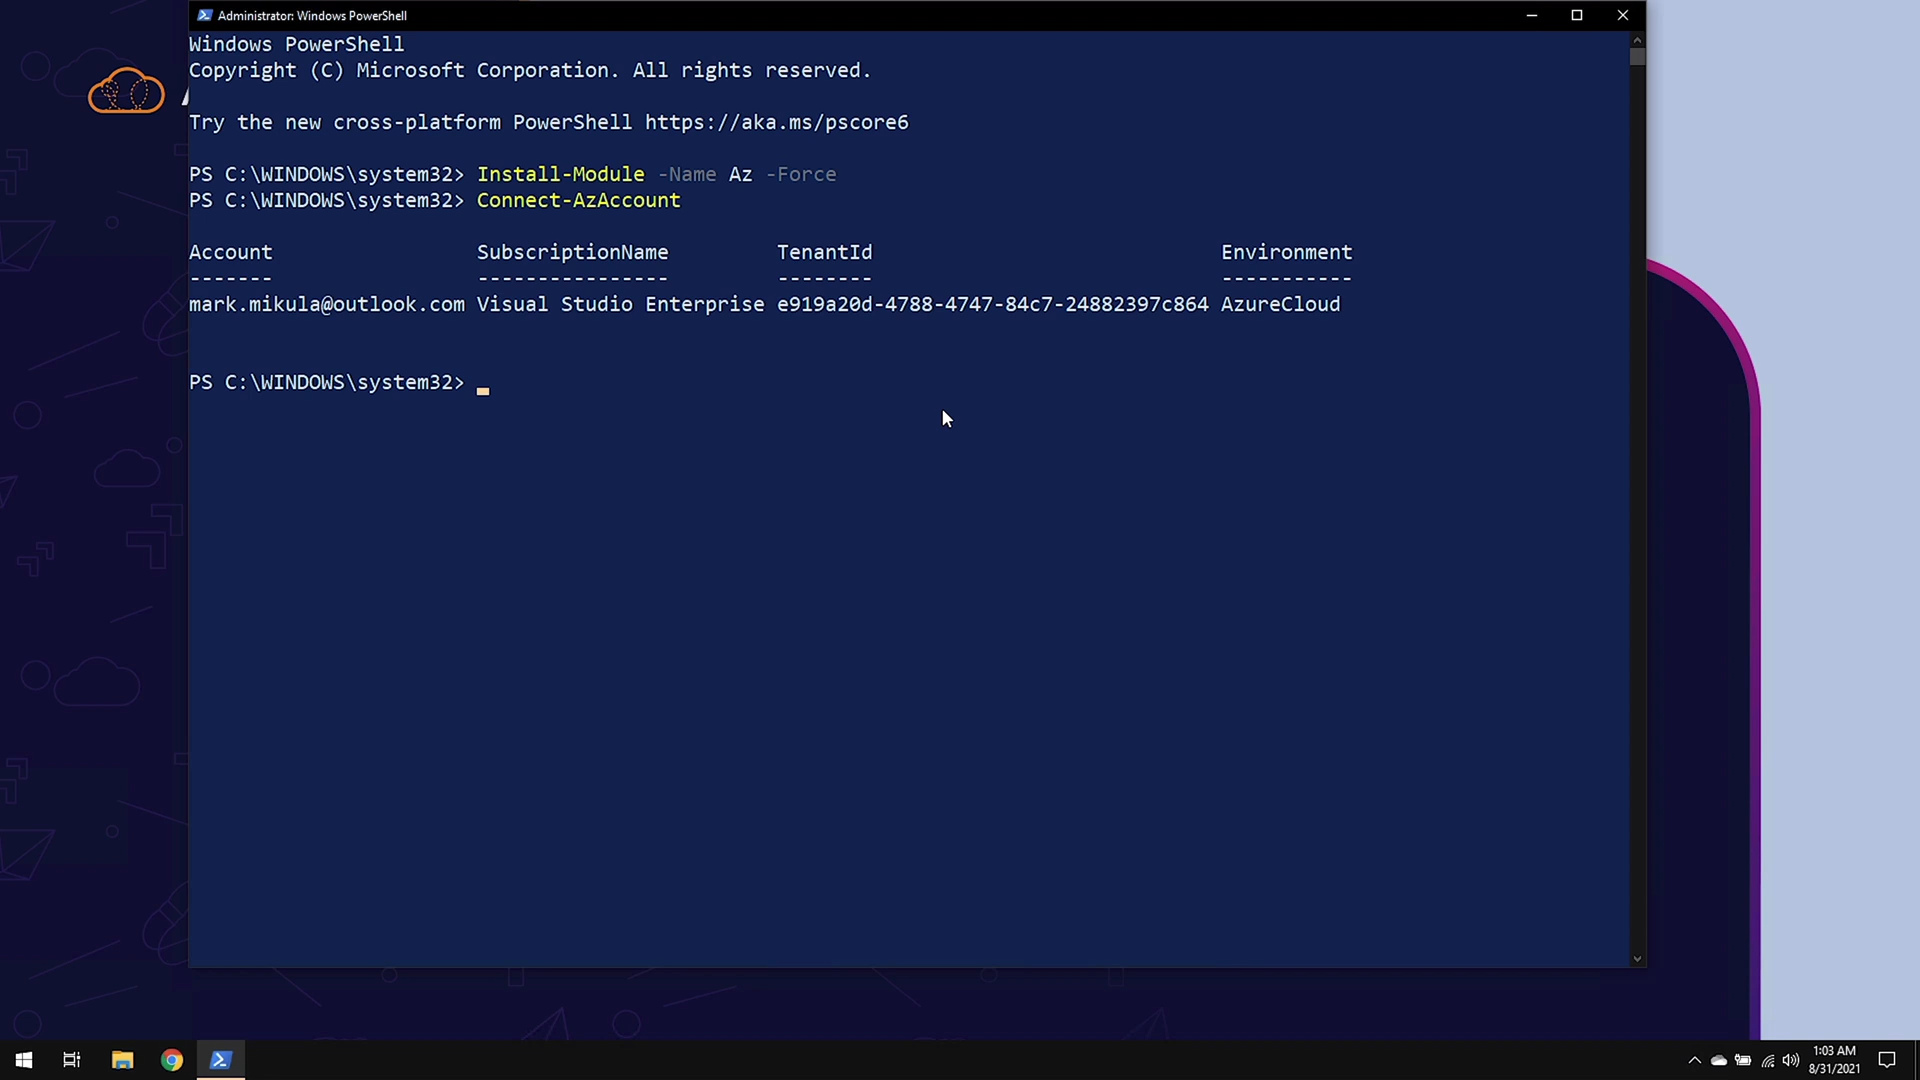 Administrator: Windows PowerShell
Windows PowerShell
Copyright (C) Microsoft Corporation. All rights reserved.
Try the new cross-platform PowerShell https://aka.ms/pscore6
PS C:\WINDOWS\system32> Install-Module -Name Az -Force
PS C:\WINDOWS\system32> Connect-AzAccount
Account SubscriptionName TenantId Environment
------- ---------------- -------- -----------
mark.mikula@outlook.com Visual Studio Enterprise e919a20d-4788-4747-84c7-24882397c864 AzureCloud
PS C:\WINDOWS\system32>
1:03 AM
8/31/2021